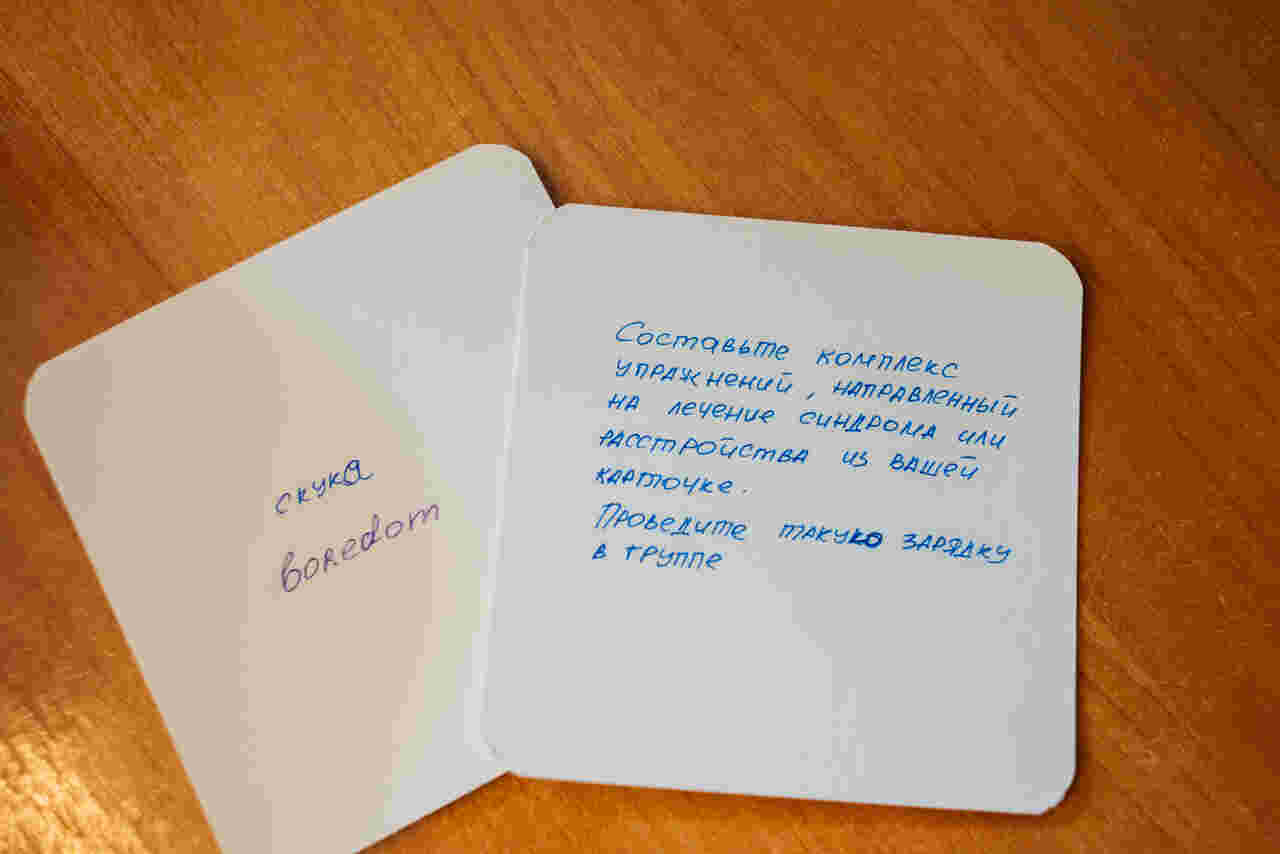 скука
boredom
Составьте комплекс
упражнений, направленный
на лечение синдрома или
расстройства из вашей
карточке.
Проведите такую зарядку
в группе